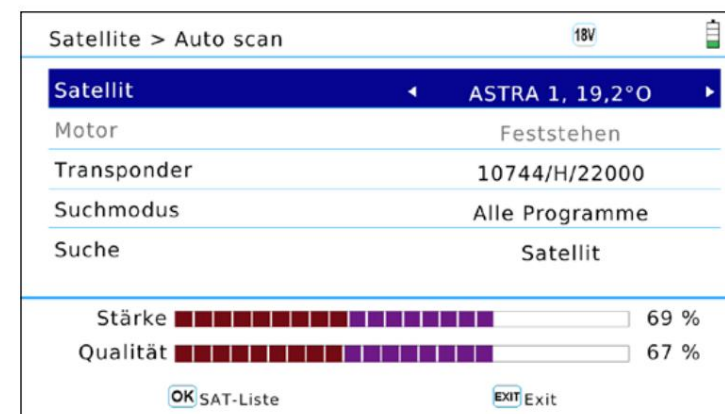 Satellite > Auto scan 18V
Satellit ASTRA 1, 19,2°O
Motor Feststehen
Transponder 10744/H/22000
Suchmodus Alle Programme
Suche Satellit
Stärke 69 %
Qualität 67 %
OK SAT-Liste EXIT Exit